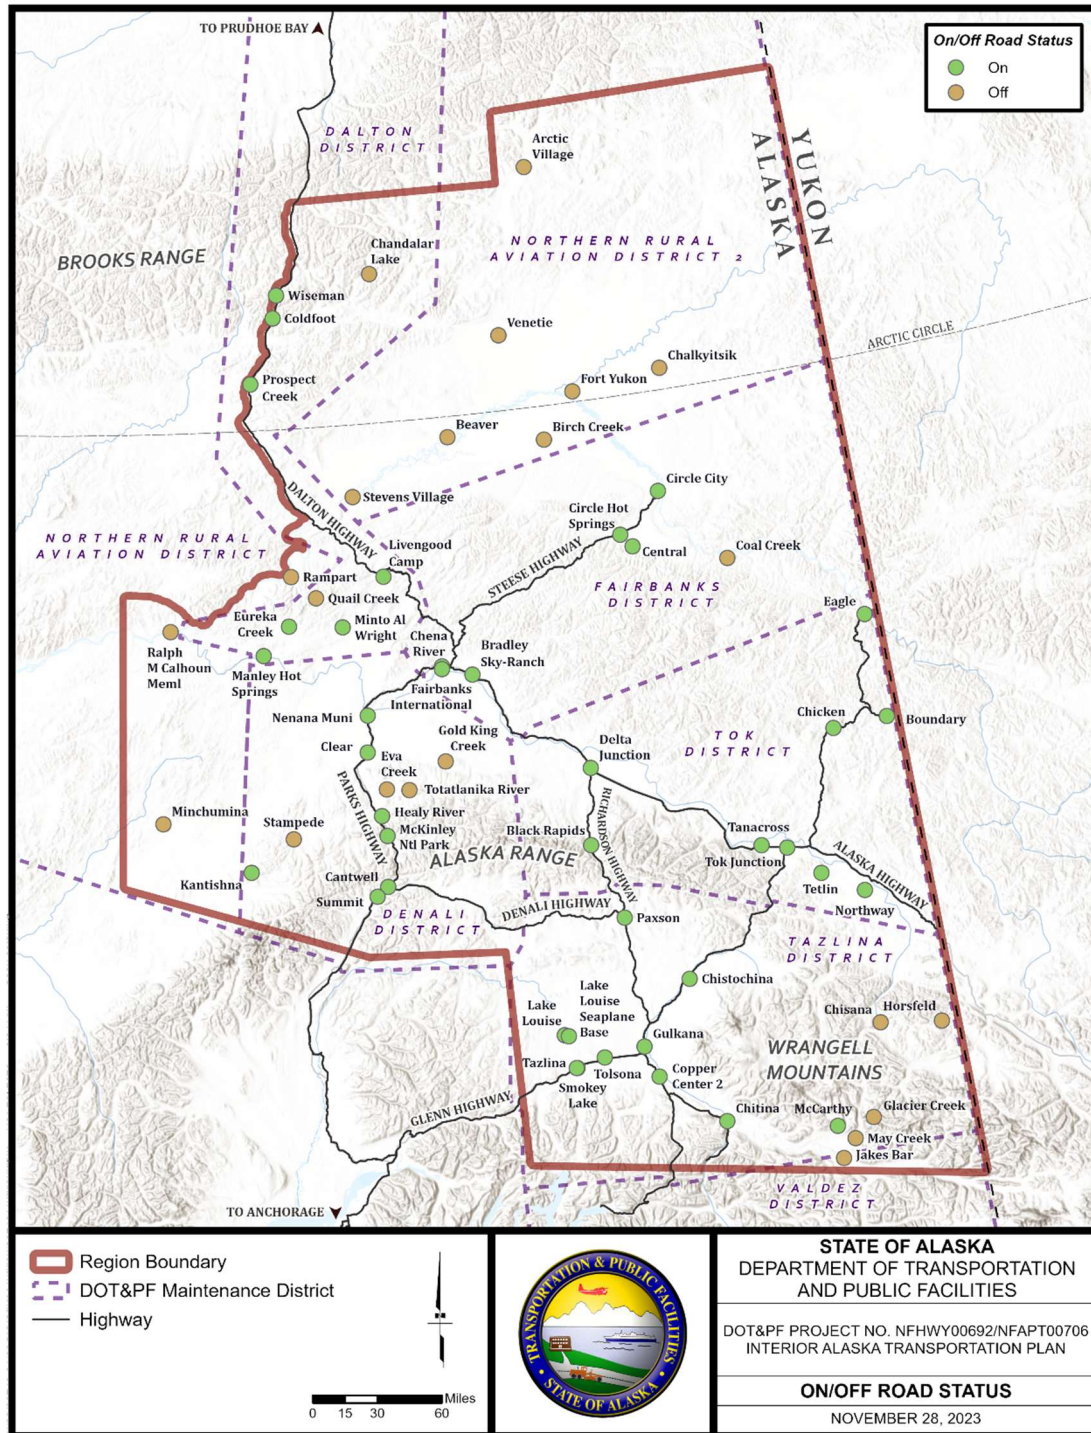 TO PRUDHOE BAY
On/Off Road Status
On
Off
DALTON
DISTRICT
Arctic
Village
YUKON
ALASKA
NORTHERN RURAL
AVIATION DISTRICT 2
BROOKS RANGE
Chandalar
Lake
Wiseman
Coldfoot
Venetie
ARCTIC CIRCLE
Chalkyitsik
Fort Yukon
Prospect
Creek
Beaver
Birch Creek
Stevens Village
Circle City
DALTON HIGHWAY
Circle Hot
Springs
Central
NORTHERN RURAL
AVIATION DISTRICT
Livengood
Camp
STEESE HIGHWAY
Coal Creek
FAIRBANKS
DISTRICT
Rampart
Quail Creek
Eagle
Eureka
Creek
Minto Al
Wright
Chena
River
Bradley
Sky-Ranch
Ralph
M Calhoun
Meml
Manley Hot
Springs
Fairbanks
International
Nenana Muni
Gold King
Creek
Chicken
Boundary
TOK
DISTRICT
Clear
Eva
Creek
Delta
Junction
Totatlanika River
PARKS HIGHWAY
RICHARDSON HIGHWAY
Minchumina
Stampede
Healy River
McKinley
Ntl Park
Black Rapids
Tanacross
Tok Junction
ALASKA HIGHWAY
ALASKA RANGE
Kantishna
Cantwell
Summit
Tetlin
Northway
DENALI HIGHWAY
DENALI
DISTRICT
Paxson
TAZLINA
DISTRICT
Chistochina
Lake
Louise
Lake
Louise
Seaplane
Base
Chisana
Horsfeld
Gulkana
WRANGELL
MOUNTAINS
Tazlina
Tolsona
Smokey
Lake
Copper
Center 2
GLENN HIGHWAY
Chitina
McCarthy
Glacier Creek
May Creek
Jakes Bar
VALDEZ
DISTRICT
TO ANCHORAGE
Region Boundary
DOT&PF Maintenance District
Highway
0 15 30 60 Miles
TRANSPORTATION & PUBLIC FACILITIES
STATE OF ALASKA
STATE OF ALASKA
DEPARTMENT OF TRANSPORTATION
AND PUBLIC FACILITIES
DOT&PF PROJECT NO. NFHWY00692/NFAPT00706
INTERIOR ALASKA TRANSPORTATION PLAN
ON/OFF ROAD STATUS
NOVEMBER 28, 2023